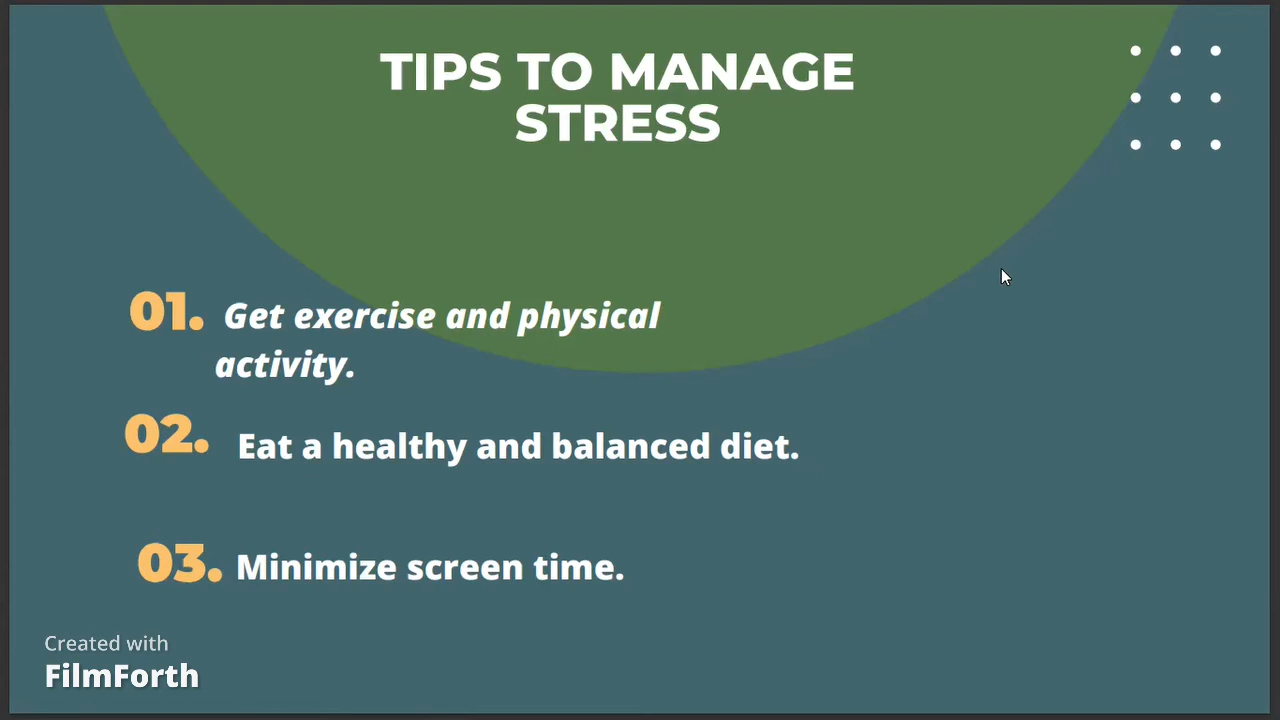 TIPS TO MANAGE
STRESS
01. Get exercise and physical
activity.
02. Eat a healthy and balanced diet.
03. Minimize screen time.
Created with
FilmForth